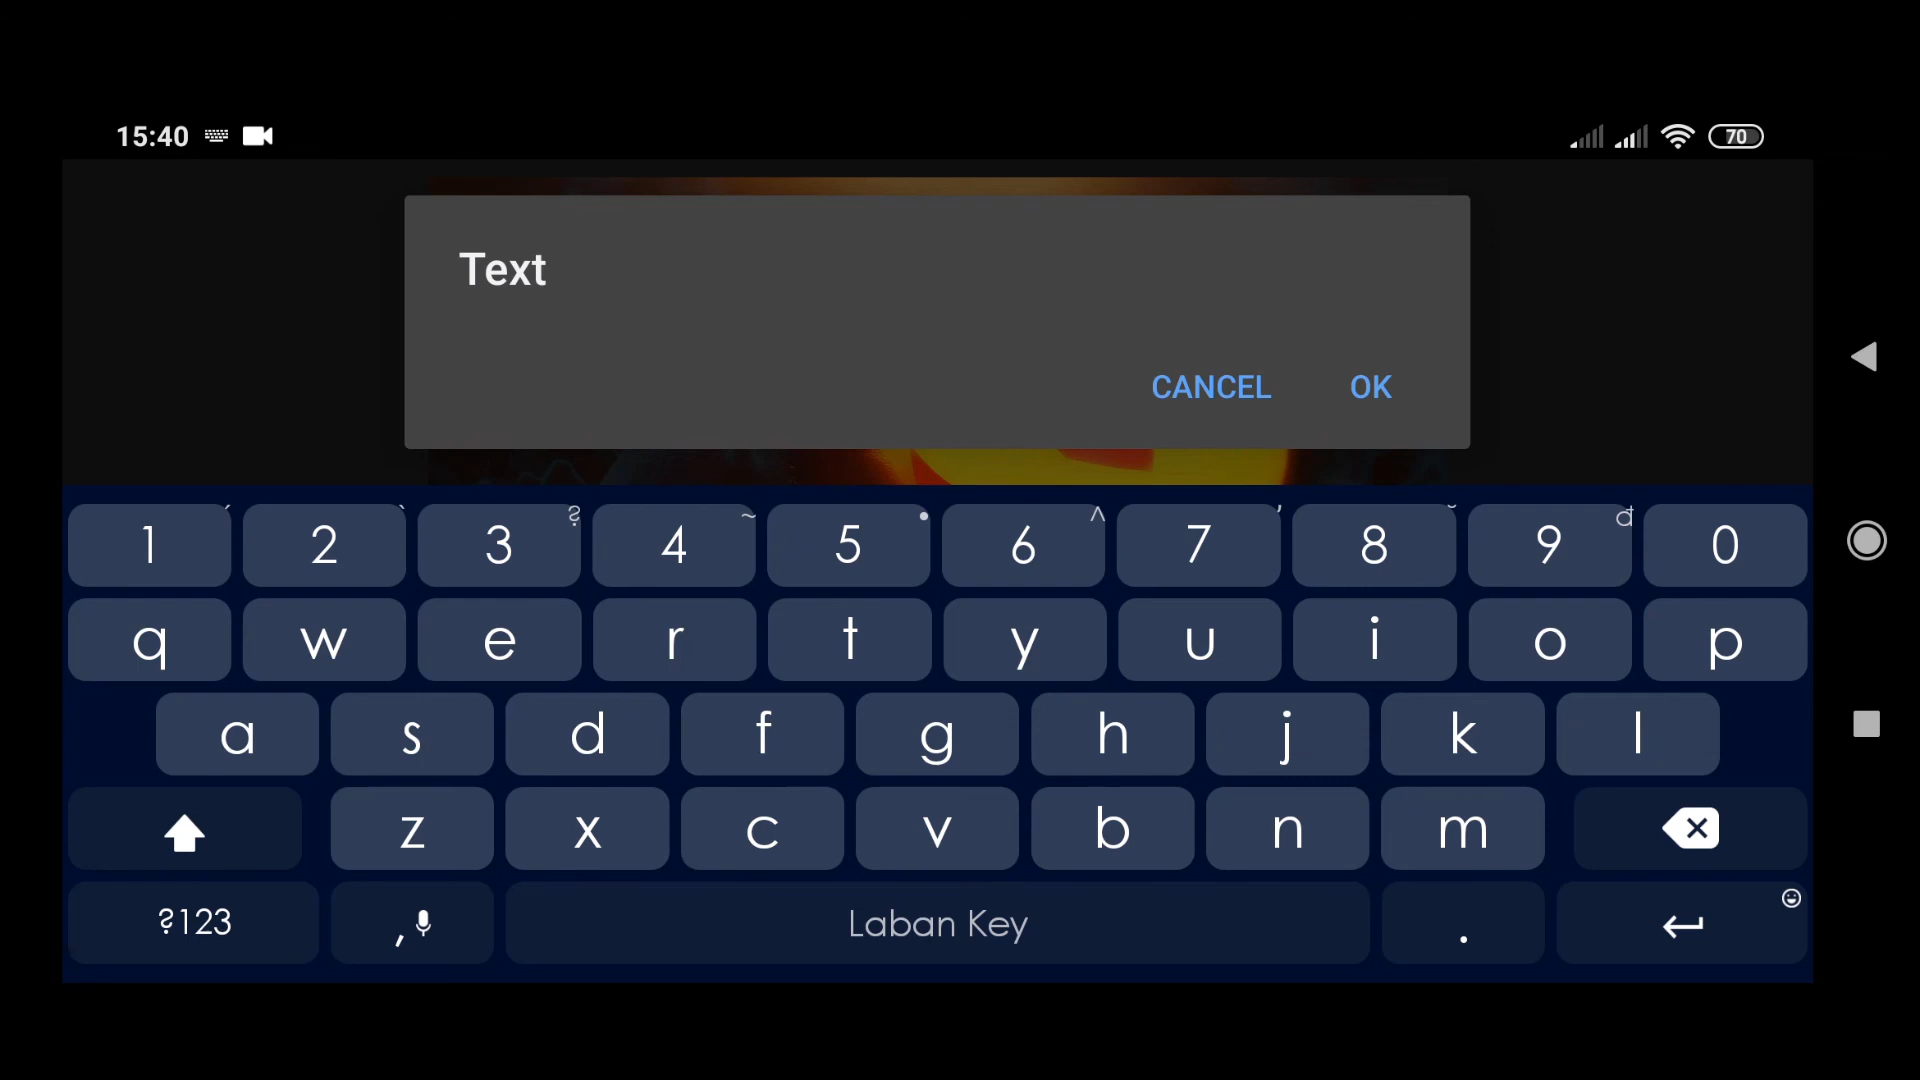 15:40 70
Text
CANCEL OK
1 2 3 ? 4 ~ 5 6 ^ 7 8 9 đ 0
q w e r t y u i o p
a s d f g h j k l
z x c v b n m
?123 , Laban Key .